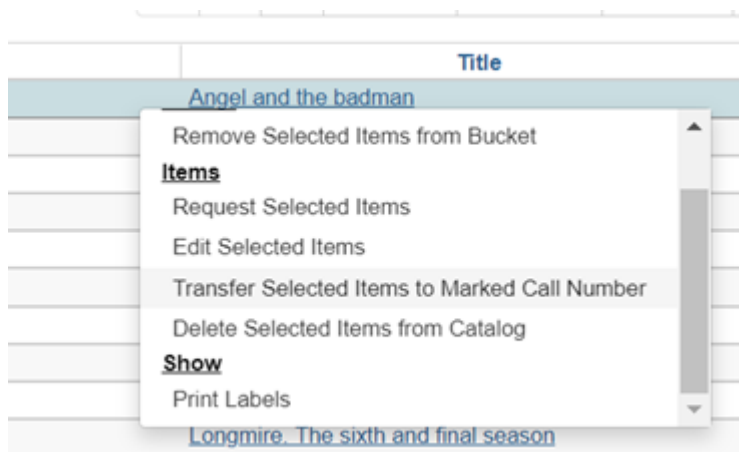 Title
Angel and the badman
Remove Selected Items from Bucket
Items
Request Selected Items
Edit Selected Items
Transfer Selected Items to Marked Call Number
Delete Selected Items from Catalog
Show
Print Labels
Longmire. The sixth and final season